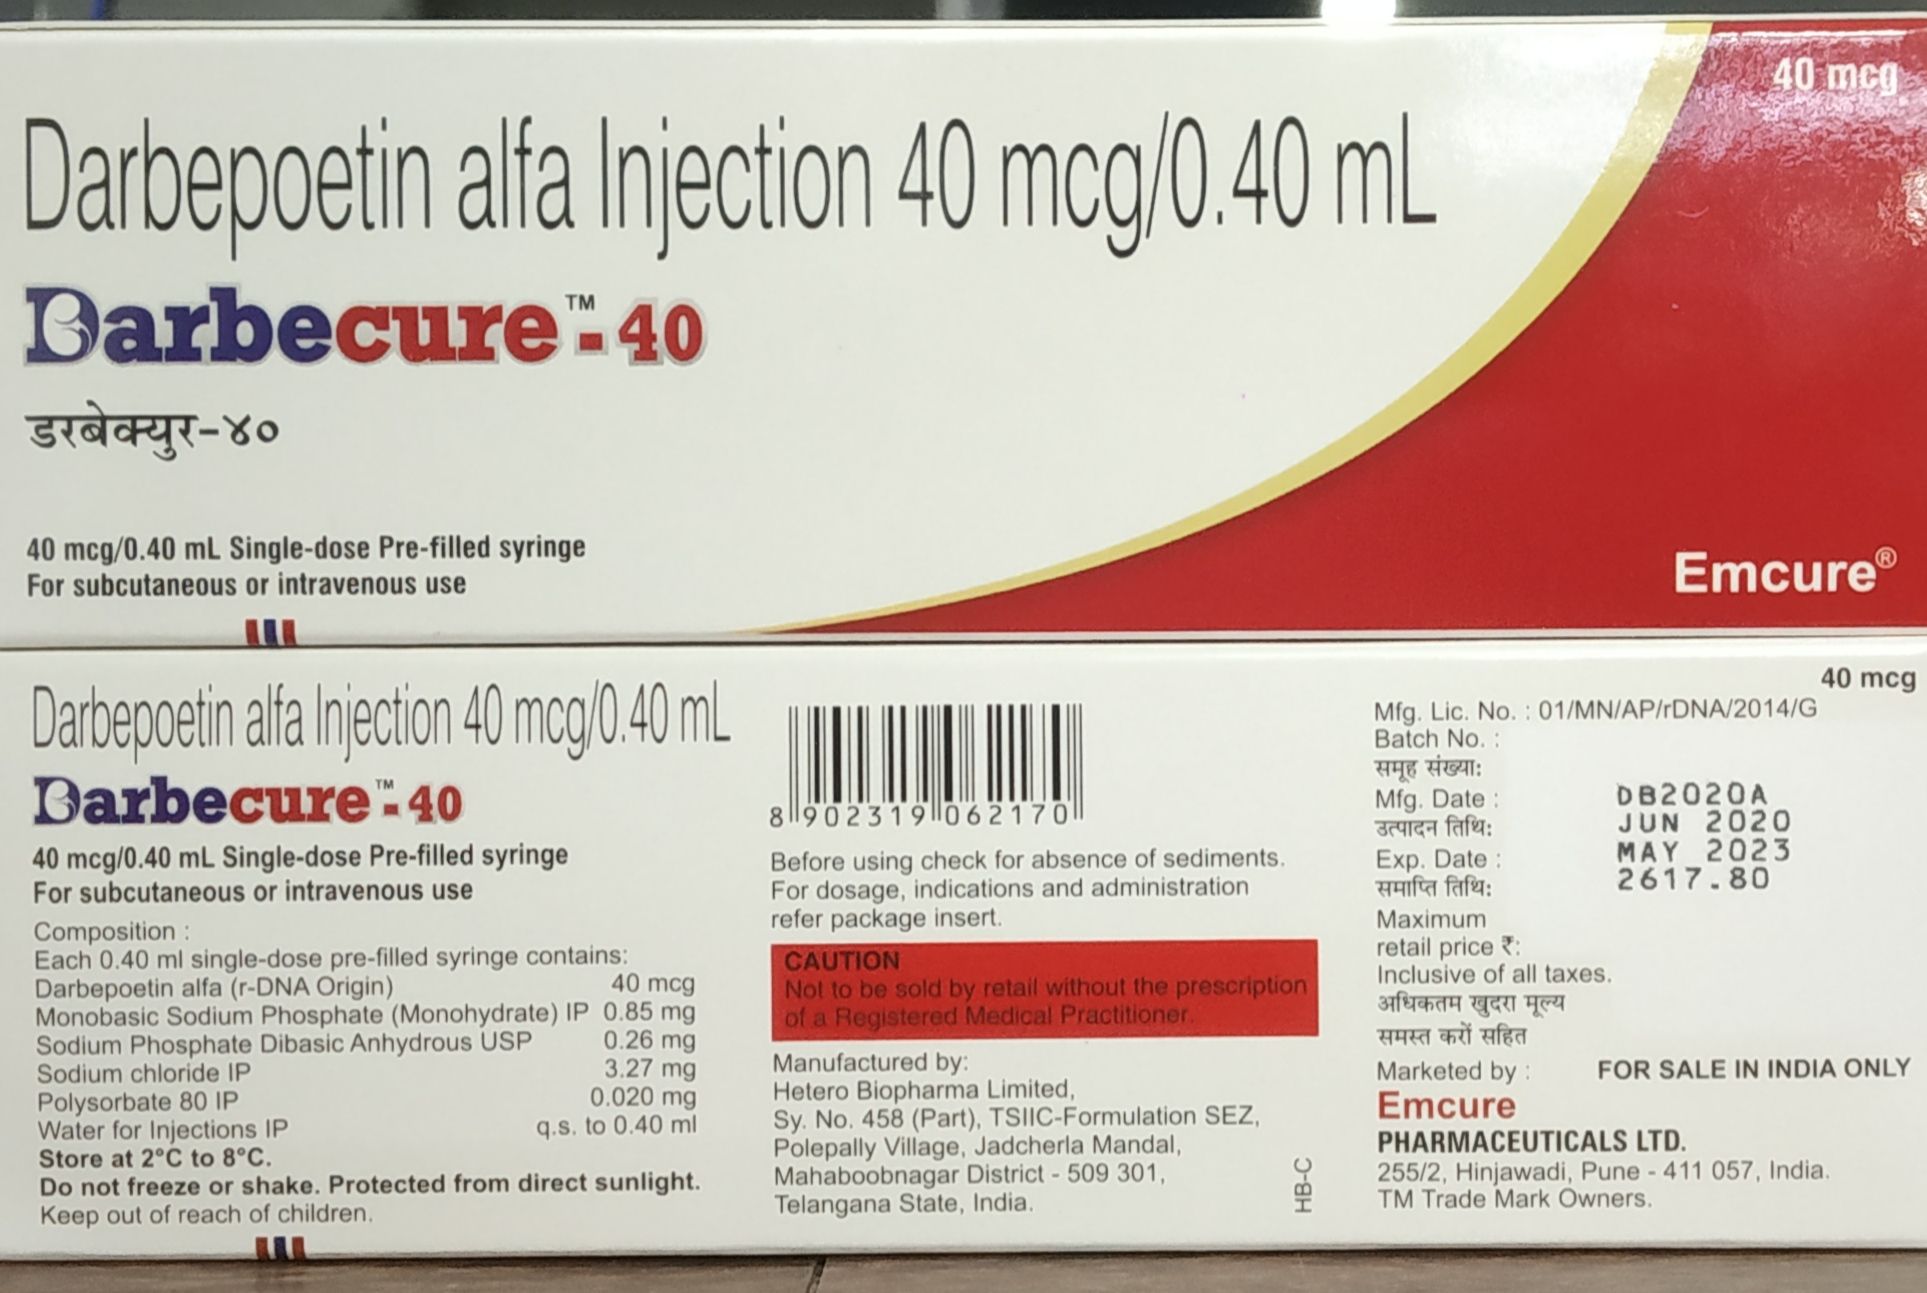 40 mcg
Darbepoetin alfa Injection 40 mcg/0.40 mL
Darbecure™-40
डरबेक्युर-४०
40 mcg/0.40 mL Single-dose Pre-filled syringe
For subcutaneous or intravenous use
Emcure®
Darbepoetin alfa Injection 40 mcg/0.40 mL
Darbecure™-40
40 mcg/0.40 mL Single-dose Pre-filled syringe
For subcutaneous or intravenous use
Composition :
Each 0.40 ml single-dose pre-filled syringe contains:
Darbepoetin alfa (r-DNA Origin) 40 mcg
Monobasic Sodium Phosphate (Monohydrate) IP 0.85 mg
Sodium Phosphate Dibasic Anhydrous USP 0.26 mg
Sodium chloride IP 3.27 mg
Polysorbate 80 IP 0.020 mg
Water for Injections IP q.s. to 0.40 ml
Store at 2°C to 8°C.
Do not freeze or shake. Protected from direct sunlight.
Keep out of reach of children.
8 902319 062170
Before using check for absence of sediments.
For dosage, indications and administration
refer package insert.
CAUTION
Not to be sold by retail without the prescription
of a Registered Medical Practitioner.
Manufactured by:
Hetero Biopharma Limited,
Sy. No. 458 (Part), TSIIC-Formulation SEZ,
Polepally Village, Jadcherla Mandal,
Mahaboobnagar District - 509 301,
Telangana State, India.
HB-C
40 mcg
Mfg. Lic. No. : 01/MN/AP/rDNA/2014/G
Batch No. :
समूह संख्या:
Mfg. Date :
उत्पादन तिथि:
Exp. Date :
समाप्ति तिथि:
DB2020A
JUN 2020
MAY 2023
2617.80
Maximum
retail price ₹:
Inclusive of all taxes.
अधिकतम खुदरा मूल्य
समस्त करों सहित
Marketed by : FOR SALE IN INDIA ONLY
Emcure
PHARMACEUTICALS LTD.
255/2, Hinjawadi, Pune - 411 057, India.
TM Trade Mark Owners.